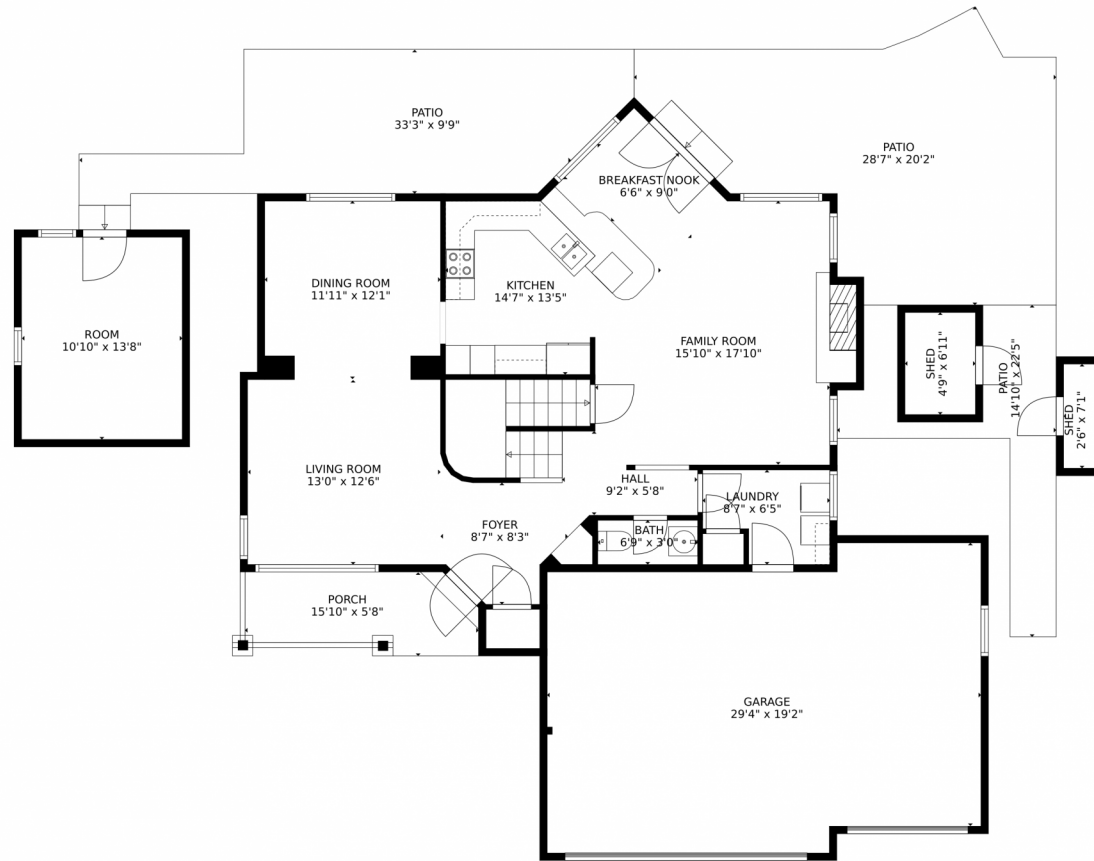 PATIO
33'3" x 9'9"
PATIO
28'7" x 20'2"
BREAKFAST NOOK
6'6" x 9'0"
DINING ROOM
11'11" x 12'1"
KITCHEN
14'7" x 13'5"
ROOM
10'10" x 13'8"
FAMILY ROOM
15'10" x 17'10"
SHED
4'9" x 6'11"
PATIO
14'10" x 22'5"
SHED
2'6" x 7'1"
LIVING ROOM
13'0" x 12'6"
HALL
9'2" x 5'8"
LAUNDRY
8'7" x 6'5"
FOYER
8'7" x 8'3"
BATH
6'9" x 3'0"
PORCH
15'10" x 5'8"
GARAGE
29'4" x 19'2"